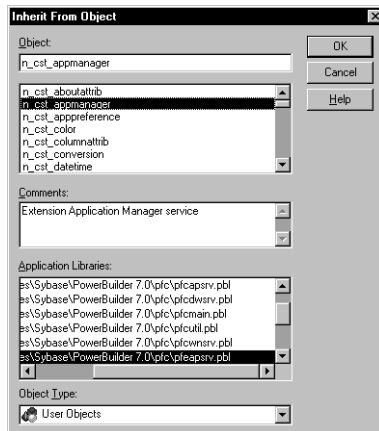 Inherit From Object
Object:
OK
n_cst_appmanager
Cancel
n_cst_aboutattrib
n_cst_appmanager
Help
n_cst_apppreference
n_cst_color
n_cst_columnattrib
n_cst_conversion
n_cst_datetime
Comments:
Extension Application Manager service
Application Libraries:
es\Sybase\PowerBuilder 7.0\pfc\pfcapsrv.pbl
es\Sybase\PowerBuilder 7.0\pfc\pfcdwsrv.pbl
es\Sybase\PowerBuilder 7.0\pfc\pfcmain.pbl
es\Sybase\PowerBuilder 7.0\pfc\pfcutil.pbl
es\Sybase\PowerBuilder 7.0\pfc\pfcwnsrv.pbl
es\Sybase\PowerBuilder 7.0\pfc\pfeapsrv.pbl
Object Type:
User Objects